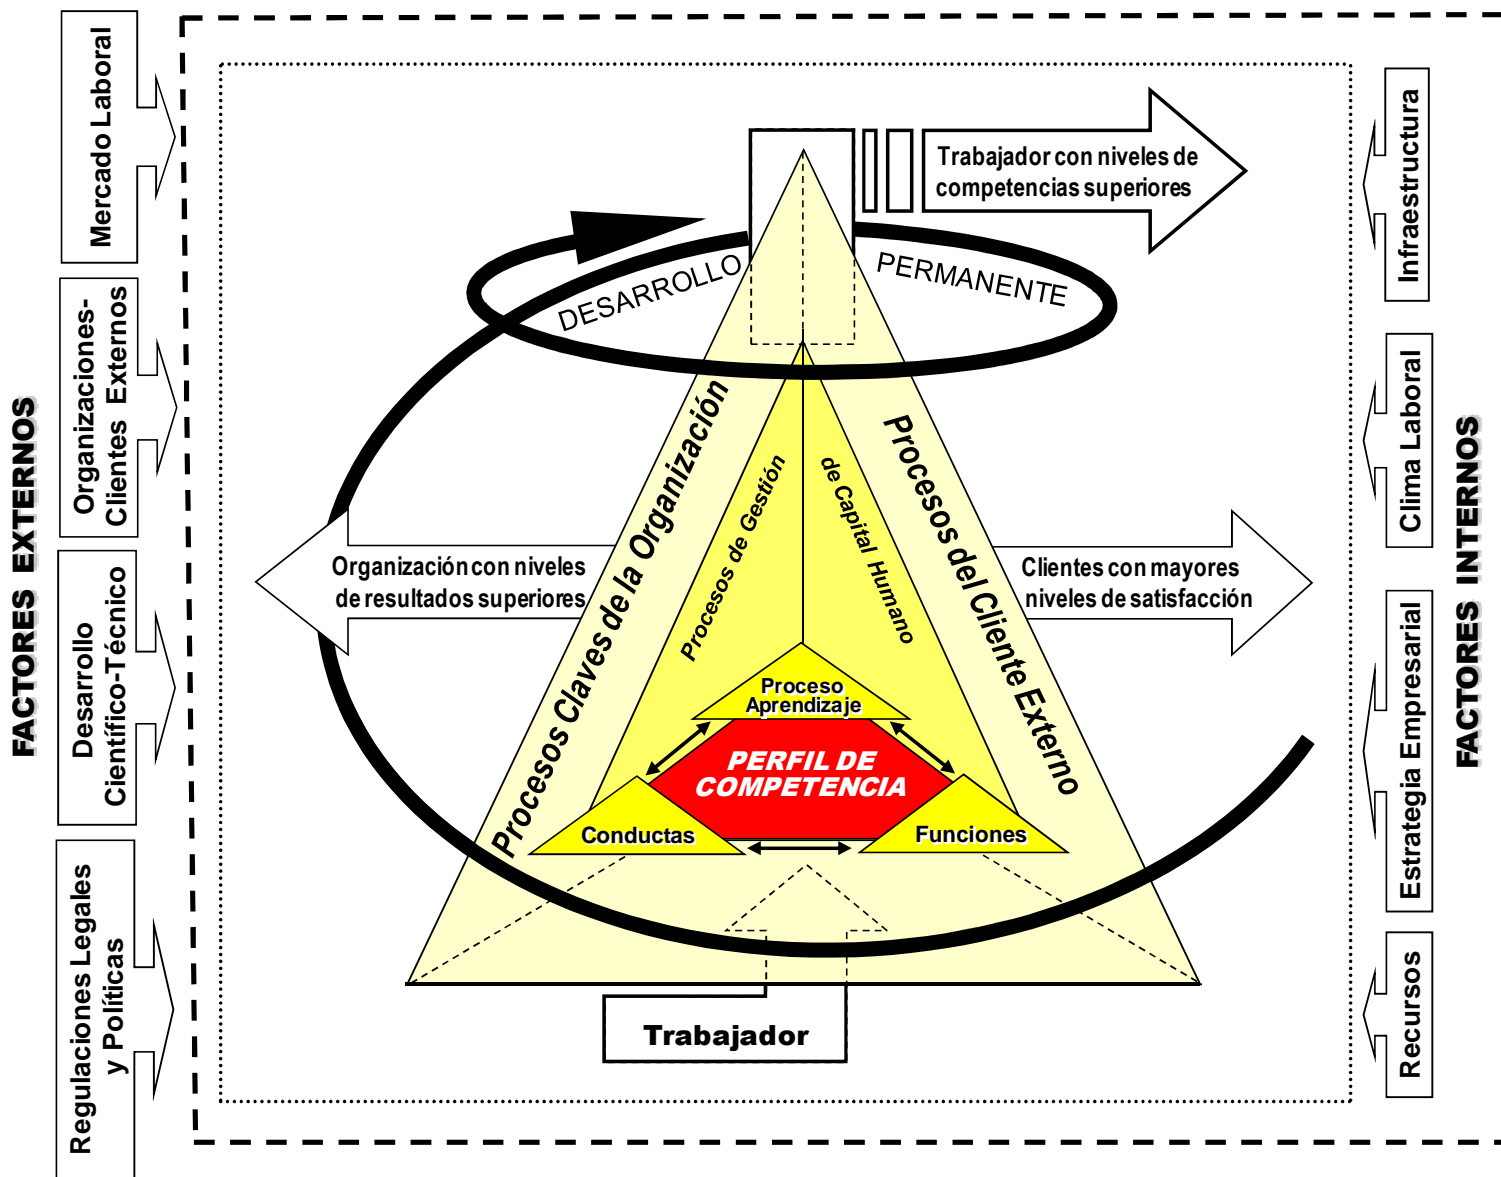 FACTORES EXTERNOS
Mercado Laboral
Organizaciones-
Clientes Externos
Desarrollo
Científico-Técnico
Regulaciones Legales
y Políticas
Trabajador con niveles de
competencias superiores
DESARROLLO
PERMANENTE
Procesos Claves de la Organización
Procesos del Cliente Externo
Procesos de Gestión
de Capital Humano
Organización con niveles
de resultados superiores
Clientes con mayores
niveles de satisfacción
Proceso
Aprendizaje
PERFIL DE
COMPETENCIA
Conductas
Funciones
Trabajador
Infraestructura
Clima Laboral
Estrategia Empresarial
Recursos
FACTORES INTERNOS